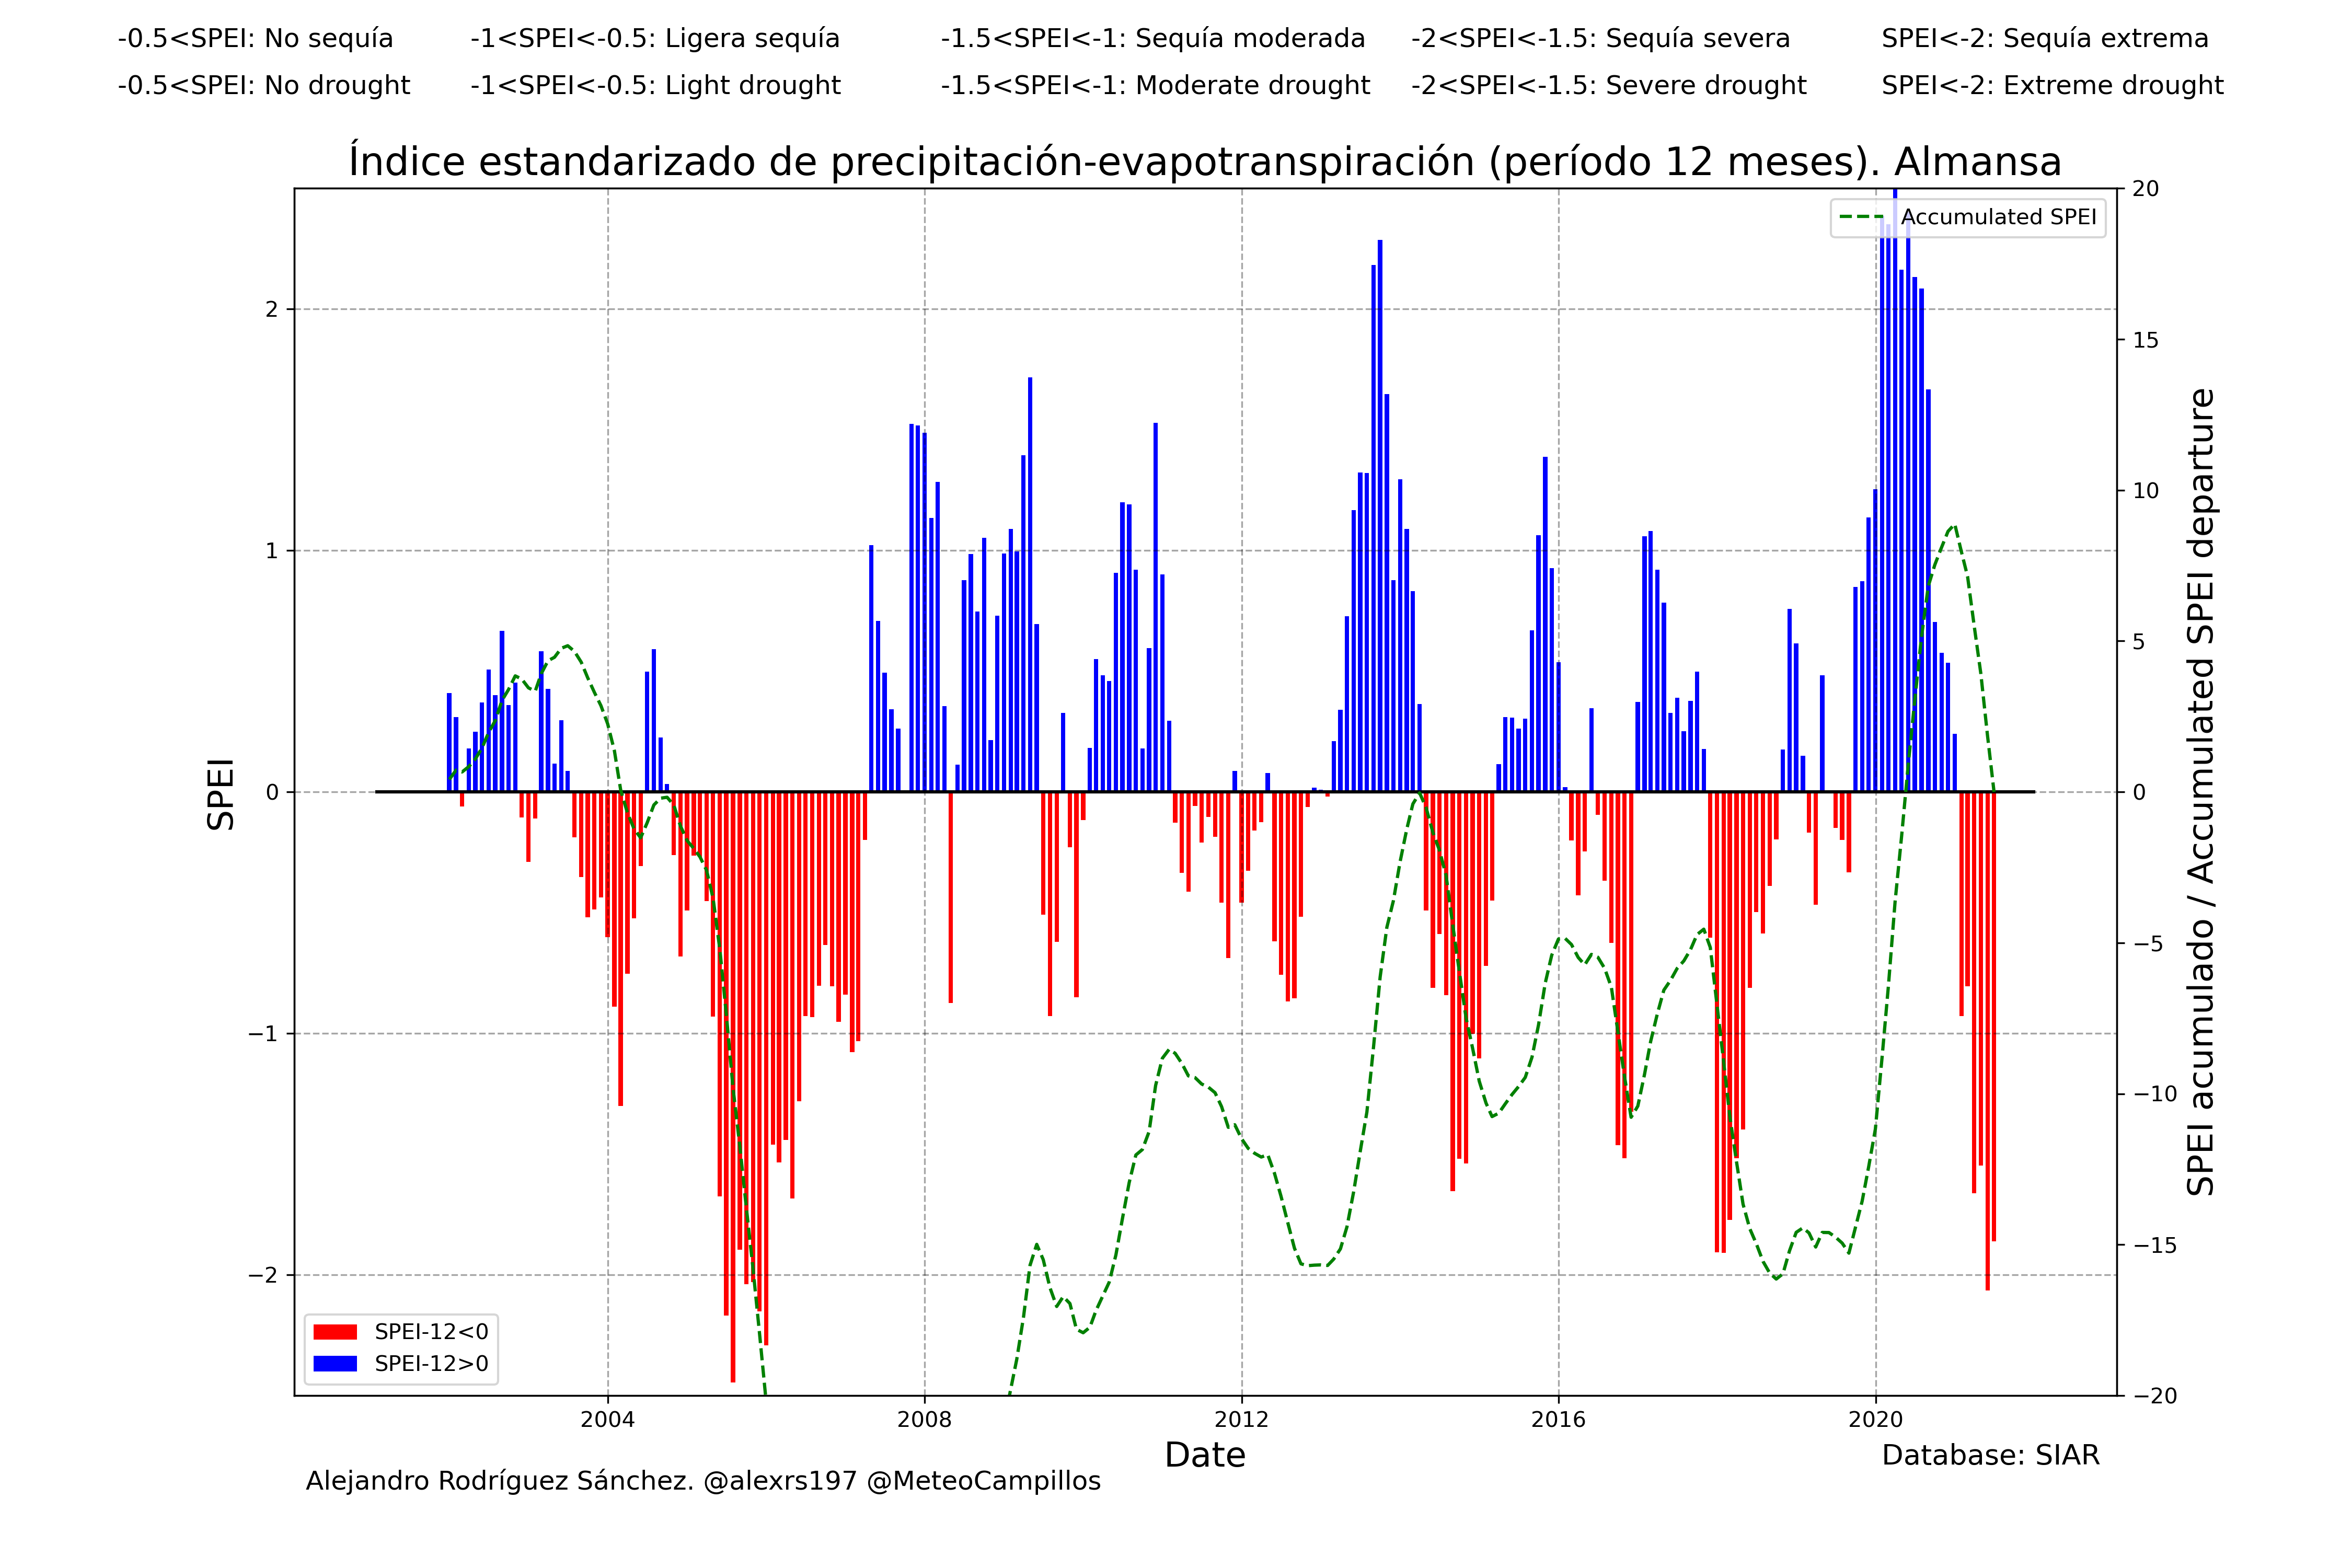 -0.5<SPEI: No sequía -1<SPEI<-0.5: Ligera sequía -1.5<SPEI<-1: Sequía moderada -2<SPEI<-1.5: Sequía severa SPEI<-2: Sequía extrema
-0.5<SPEI: No drought -1<SPEI<-0.5: Light drought -1.5<SPEI<-1: Moderate drought -2<SPEI<-1.5: Severe drought SPEI<-2: Extreme drought
Índice estandarizado de precipitación-evapotranspiración (período 12 meses). Almansa
Accumulated SPEI
SPEI
2
1
0
−1
−2
20
15
10
5
0
−5
−10
−15
−20
SPEI acumulado / Accumulated SPEI departure
SPEI-12<0
SPEI-12>0
2004 2008 2012 2016 2020
Date
Database: SIAR
Alejandro Rodríguez Sánchez. @alexrs197 @MeteoCampillos